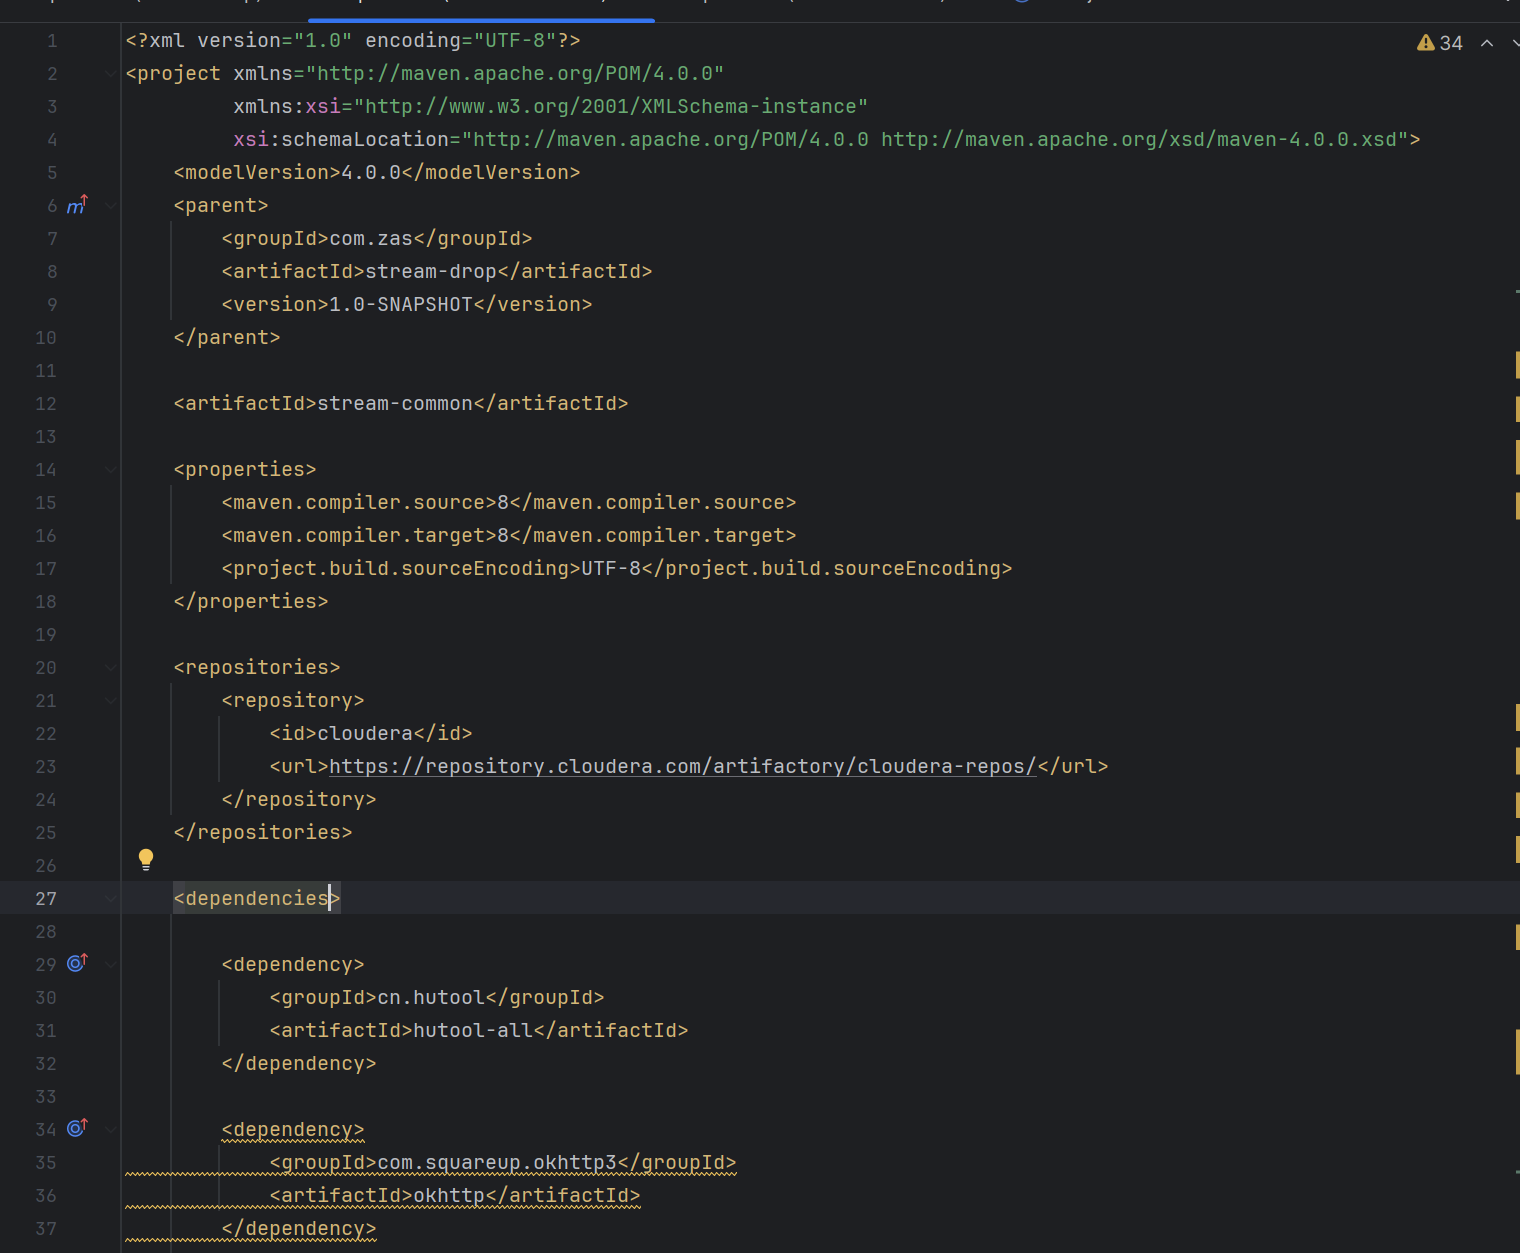 34
1 <?xml version="1.0" encoding="UTF-8"?>
2 <project xmlns="http://maven.apache.org/POM/4.0.0"
3 xmlns:xsi="http://www.w3.org/2001/XMLSchema-instance"
4 xsi:schemaLocation="http://maven.apache.org/POM/4.0.0 http://maven.apache.org/xsd/maven-4.0.0.xsd">
5 <modelVersion>4.0.0</modelVersion>
6 <parent>
7 <groupId>com.zas</groupId>
8 <artifactId>stream-drop</artifactId>
9 <version>1.0-SNAPSHOT</version>
10 </parent>
11
12 <artifactId>stream-common</artifactId>
13
14 <properties>
15 <maven.compiler.source>8</maven.compiler.source>
16 <maven.compiler.target>8</maven.compiler.target>
17 <project.build.sourceEncoding>UTF-8</project.build.sourceEncoding>
18 </properties>
19
20 <repositories>
21 <repository>
22 <id>cloudera</id>
23 <url>https://repository.cloudera.com/artifactory/cloudera-repos/</url>
24 </repository>
25 </repositories>
26
27 <dependencies>
28
29 <dependency>
30 <groupId>cn.hutool</groupId>
31 <artifactId>hutool-all</artifactId>
32 </dependency>
33
34 <dependency>
35 <groupId>com.squareup.okhttp3</groupId>
36 <artifactId>okhttp</artifactId>
37 </dependency>